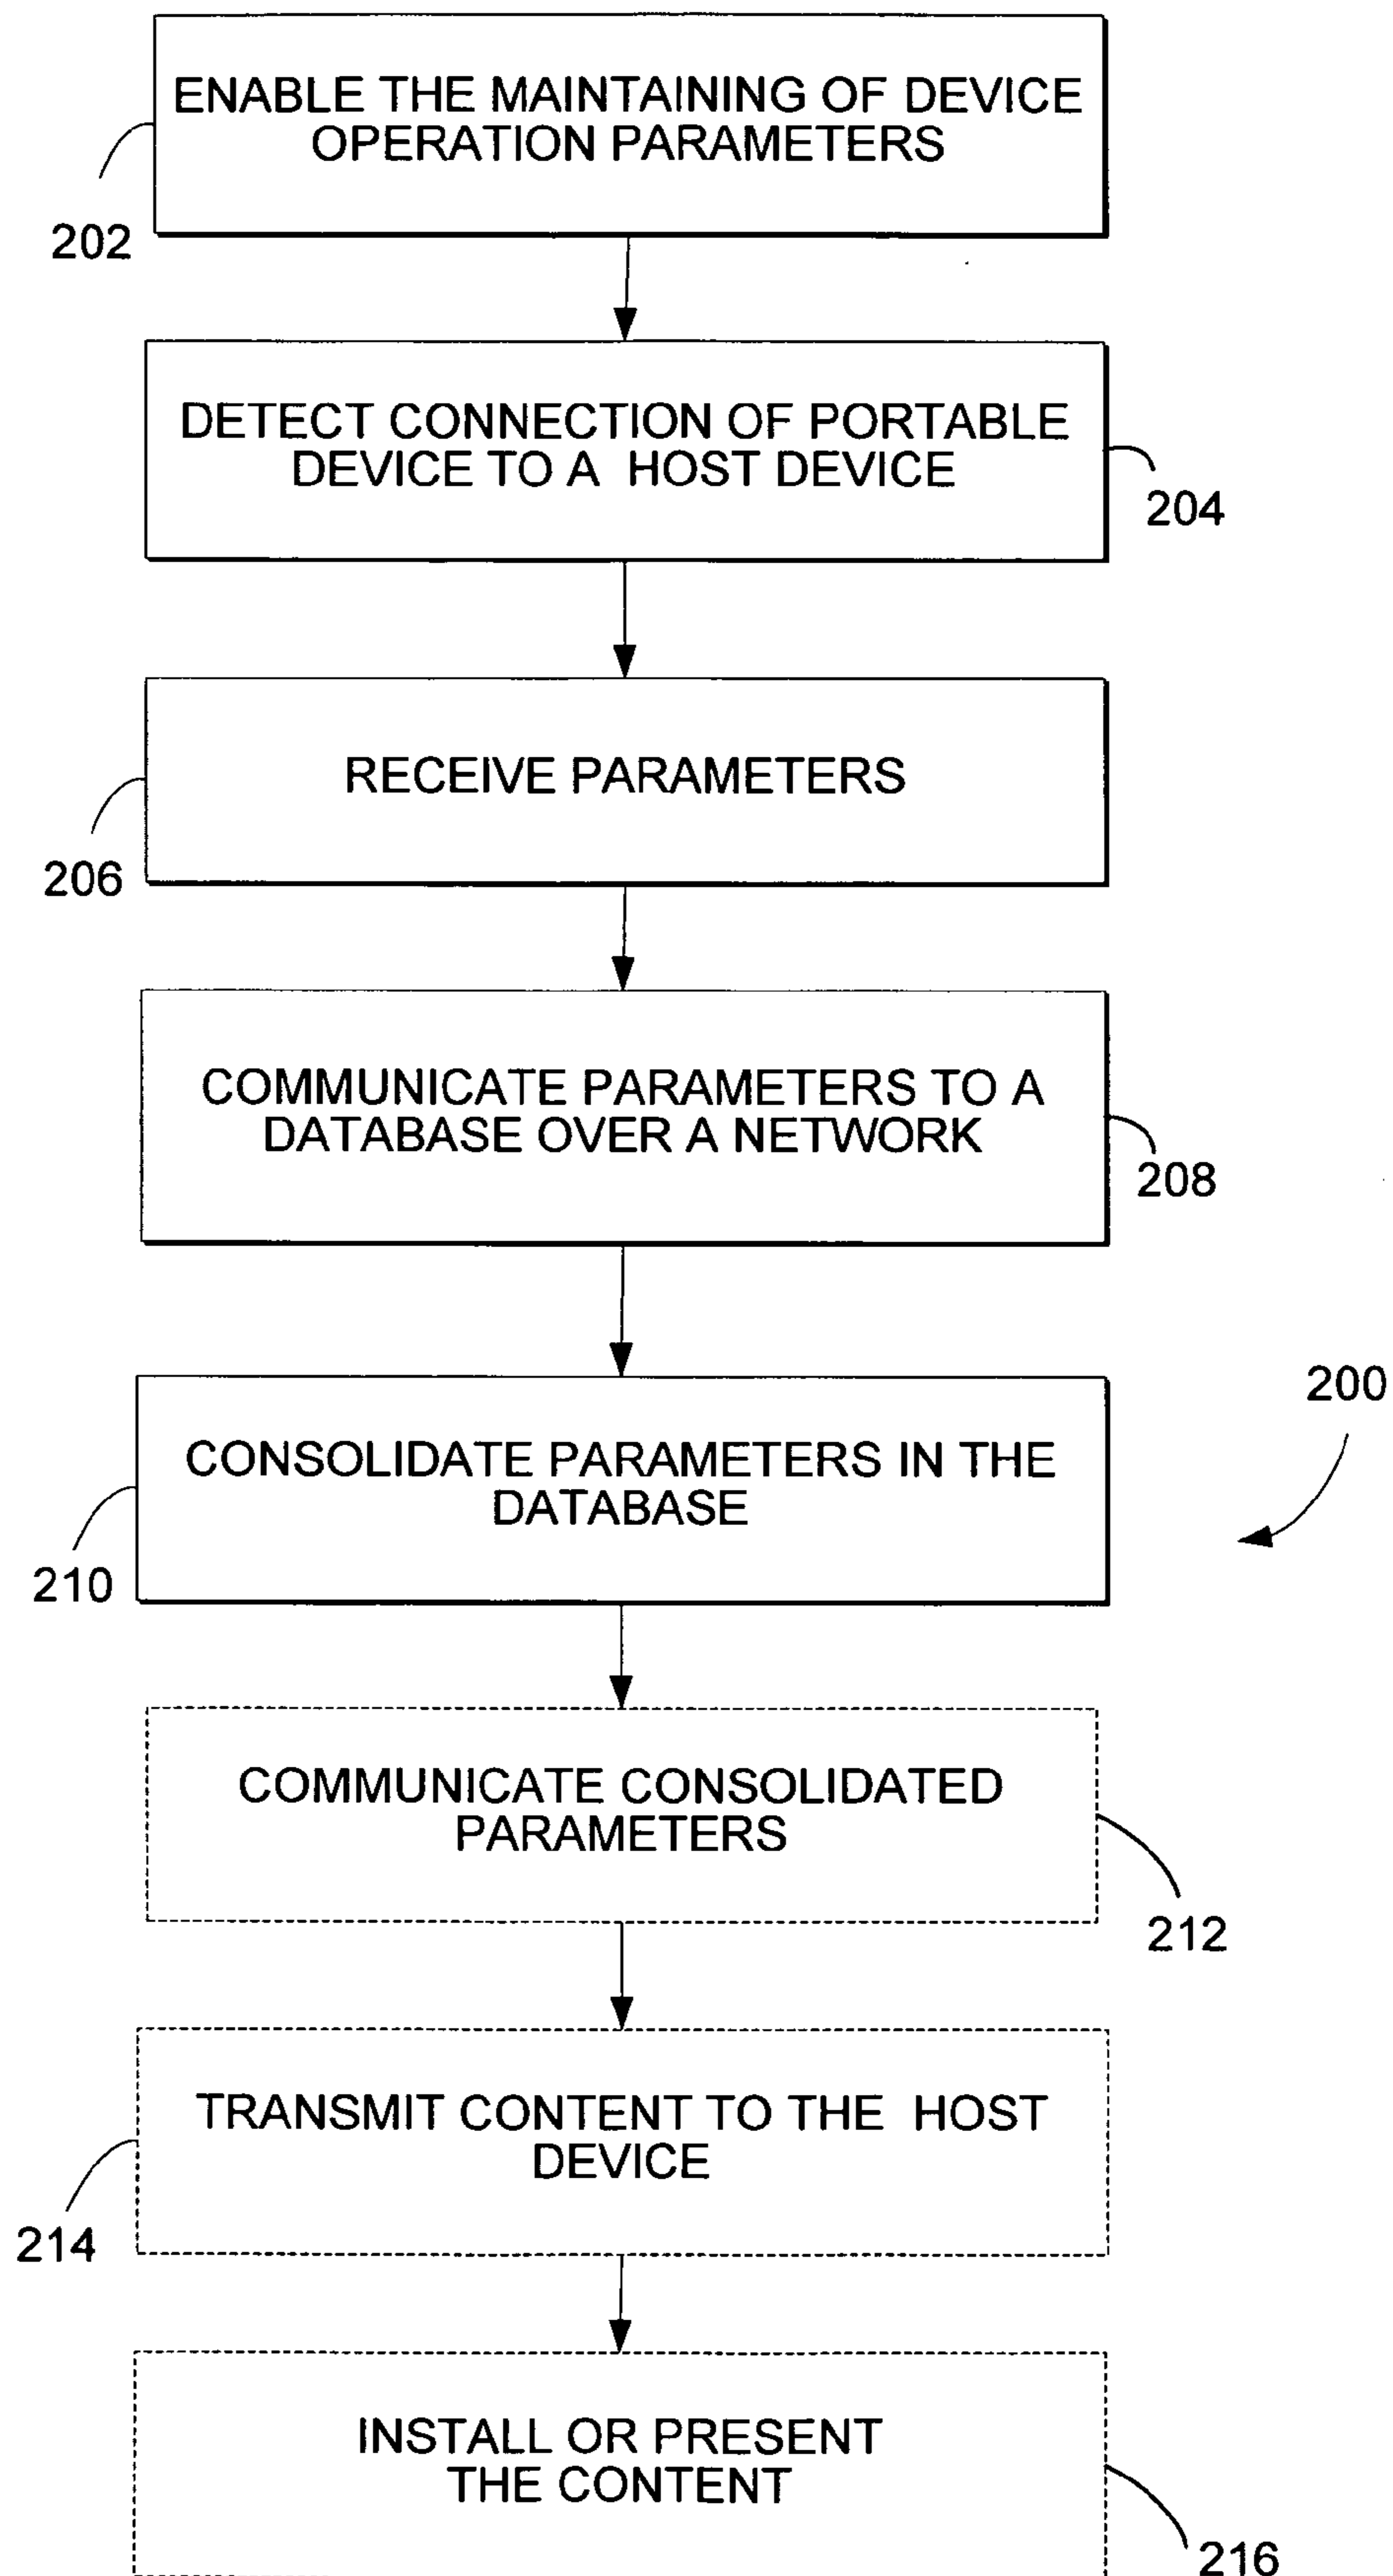 ENABLE THE MAINTAINING OF DEVICE
OPERATION PARAMETERS
202
DETECT CONNECTION OF PORTABLE
DEVICE TO A HOST DEVICE
204
RECEIVE PARAMETERS
206
COMMUNICATE PARAMETERS TO A
DATABASE OVER A NETWORK
208
200
CONSOLIDATE PARAMETERS IN THE
DATABASE
210
COMMUNICATE CONSOLIDATED
PARAMETERS
212
TRANSMIT CONTENT TO THE HOST
DEVICE
214
INSTALL OR PRESENT
THE CONTENT
216